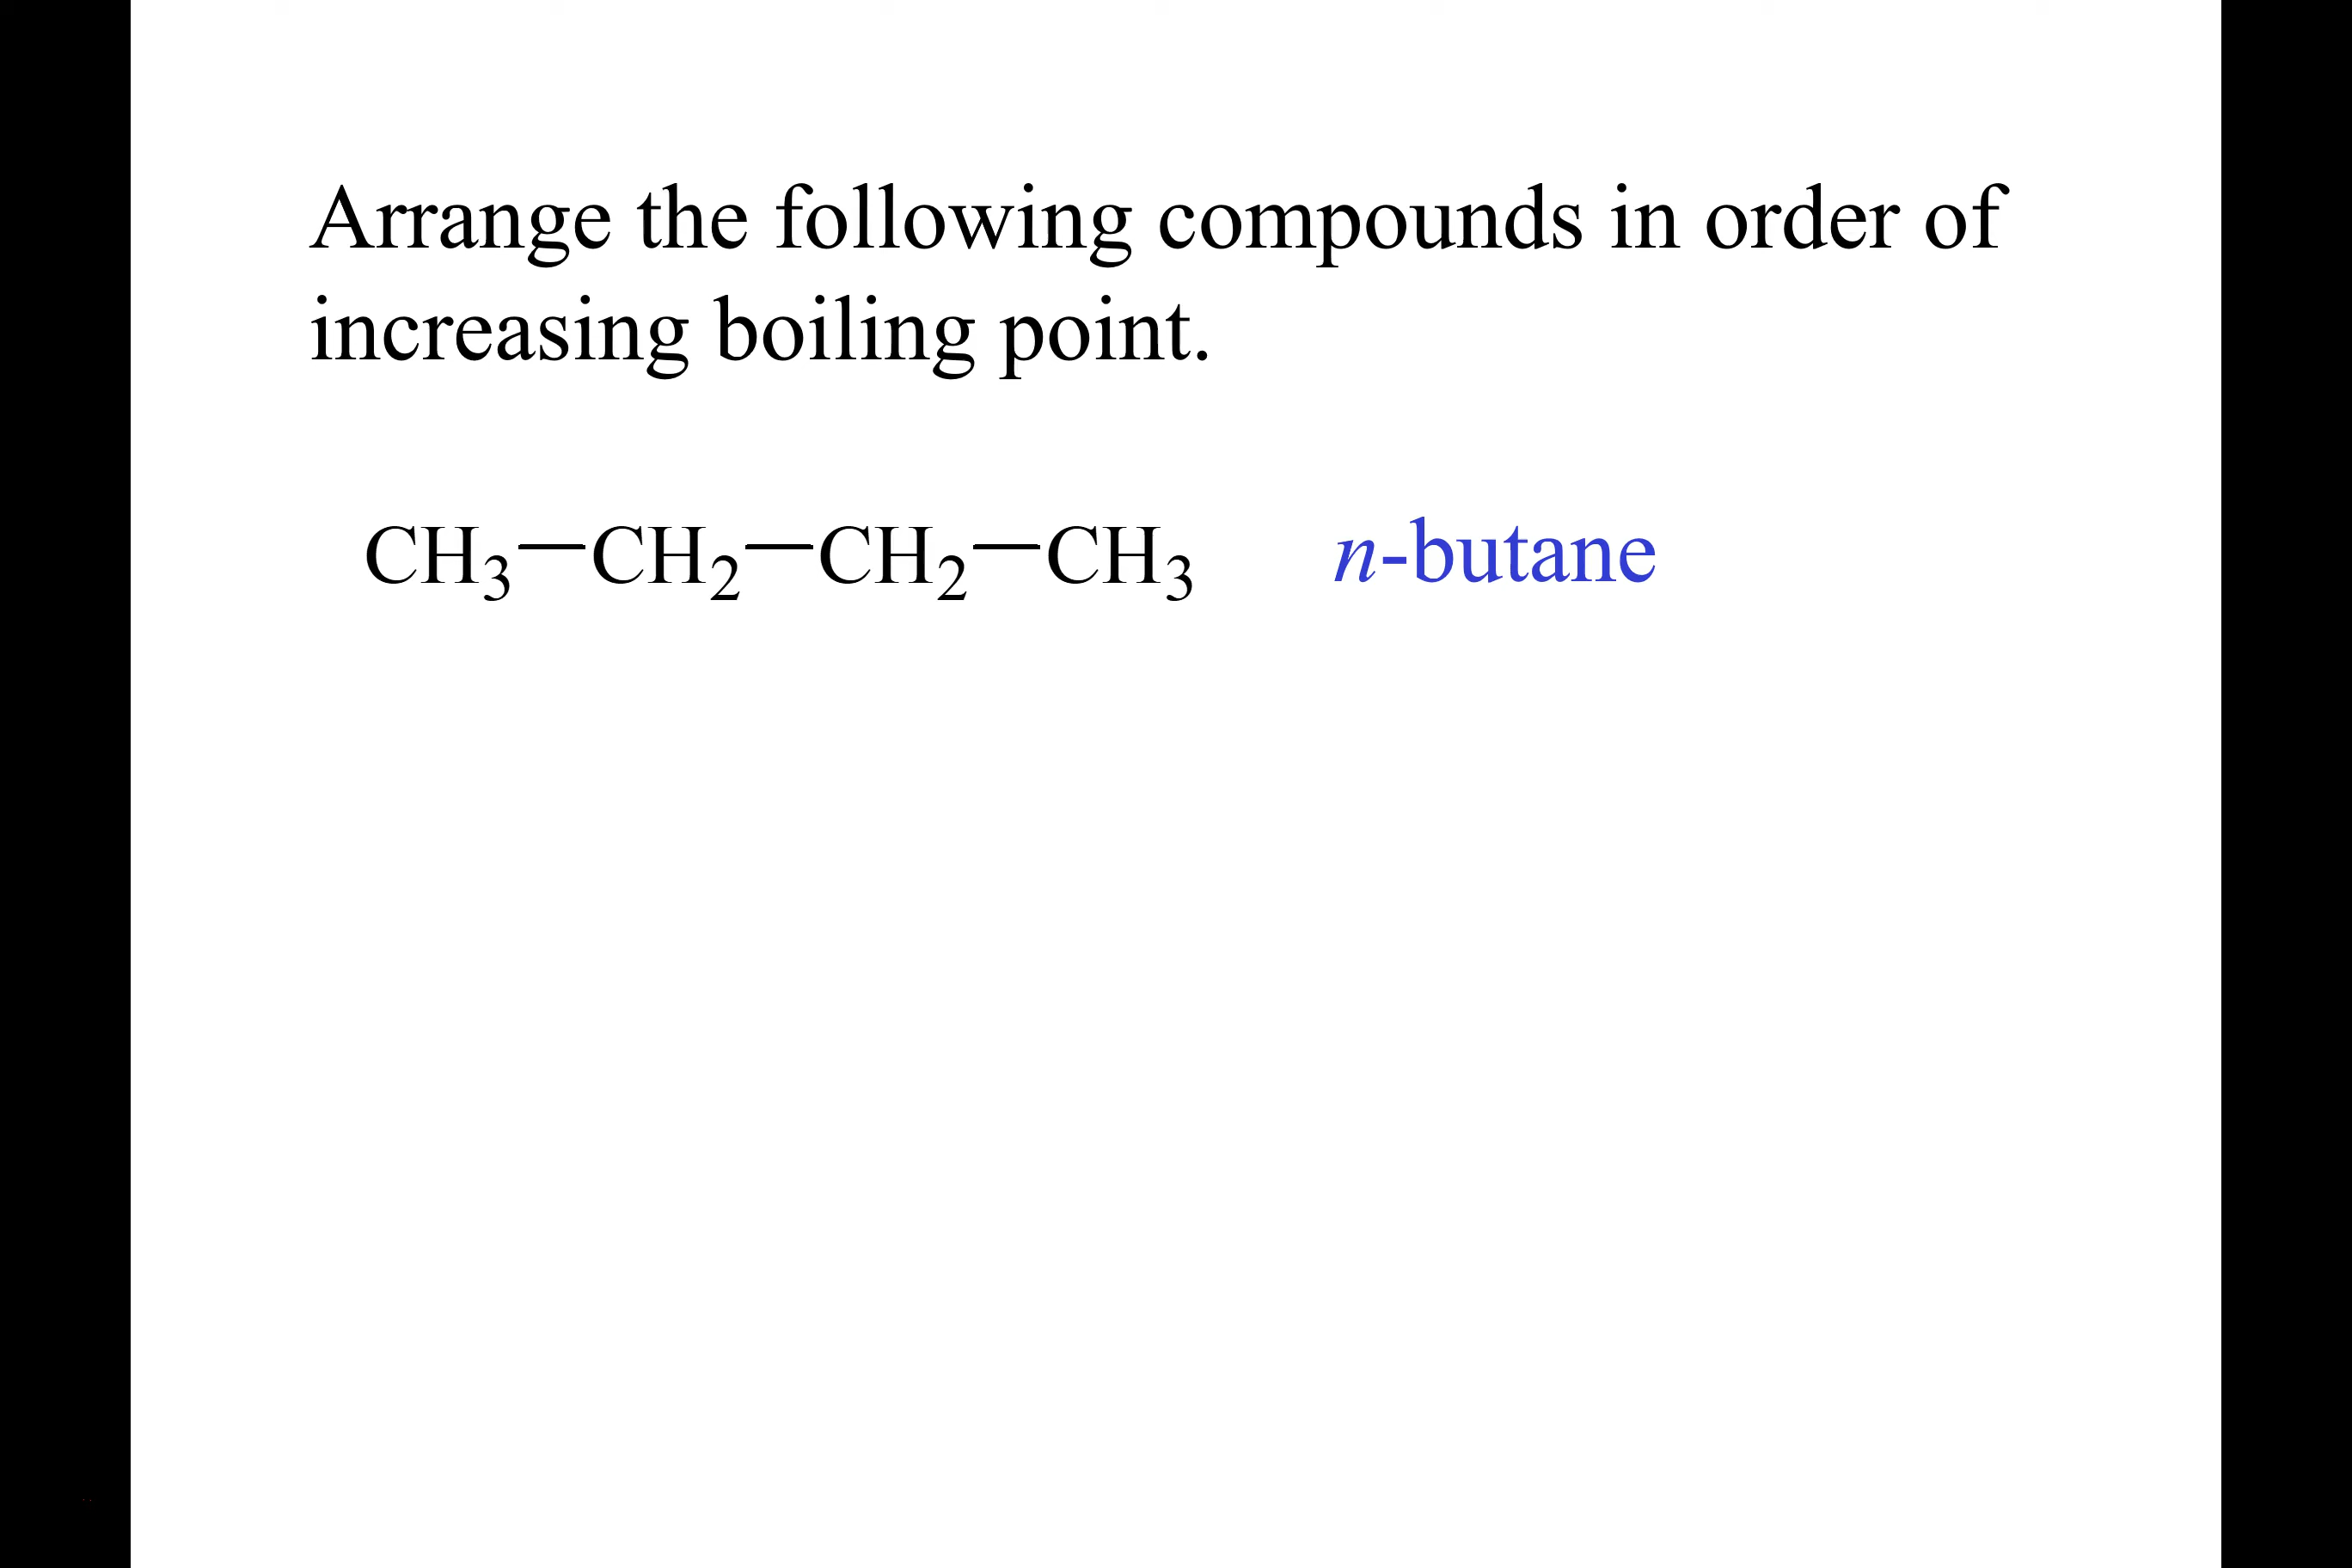 Arrange the following compounds in order of
increasing boiling point.
CH₃—CH₂—CH₂—CH₃ n-butane